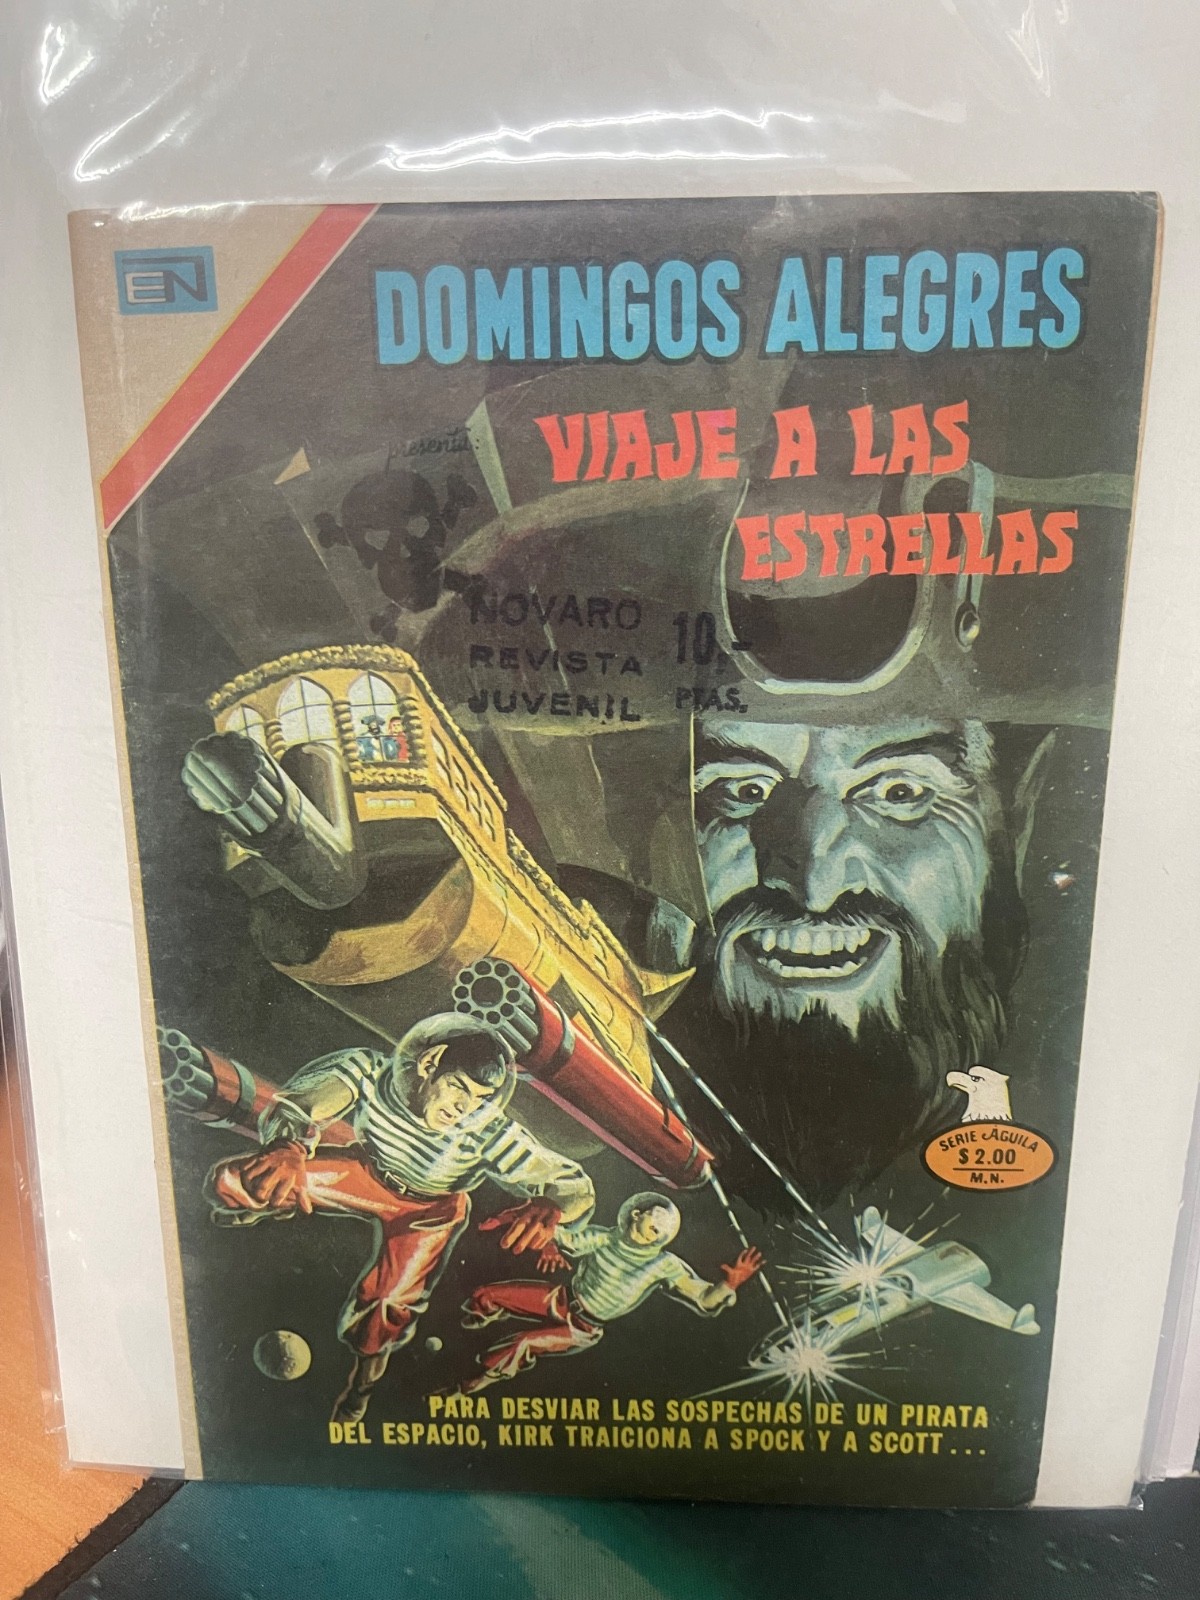 EN
DOMINGOS ALEGRES
presenta:
VIAJE A LAS
ESTRELLAS
NOVARO
REVISTA
JUVENIL
10,-
PTAS.
SERIE ÁGUILA
$ 2.00
M.N.
PARA DESVIAR LAS SOSPECHAS DE UN PIRATA
DEL ESPACIO, KIRK TRAICIONA A SPOCK Y A SCOTT...